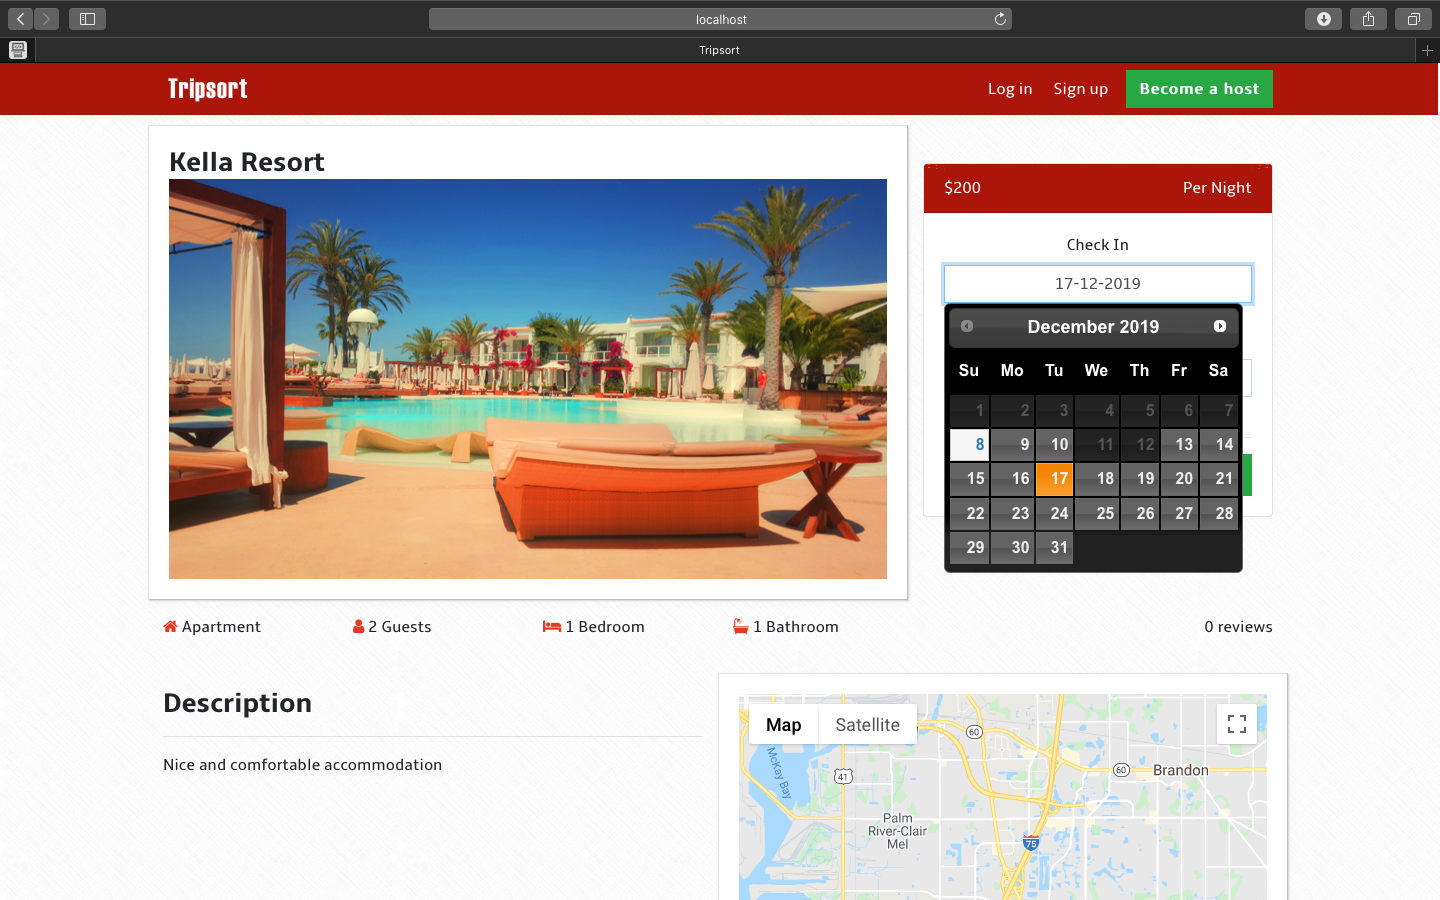 localhost
Tripsort
Tripsort
Log in
Sign up
Become a host
Kella Resort
$200
Per Night
Check In
17-12-2019
December 2019
Su Mo Tu We Th Fr Sa
1 2 3 4 5 6 7
8 9 10 11 12 13 14
15 16 17 18 19 20 21
22 23 24 25 26 27 28
29 30 31
Apartment
2 Guests
1 Bedroom
1 Bathroom
0 reviews
Description
Nice and comfortable accommodation
Map
Satellite
60
McKay Bay
41
60
Brandon
Palm
River-Clair
Mel
75